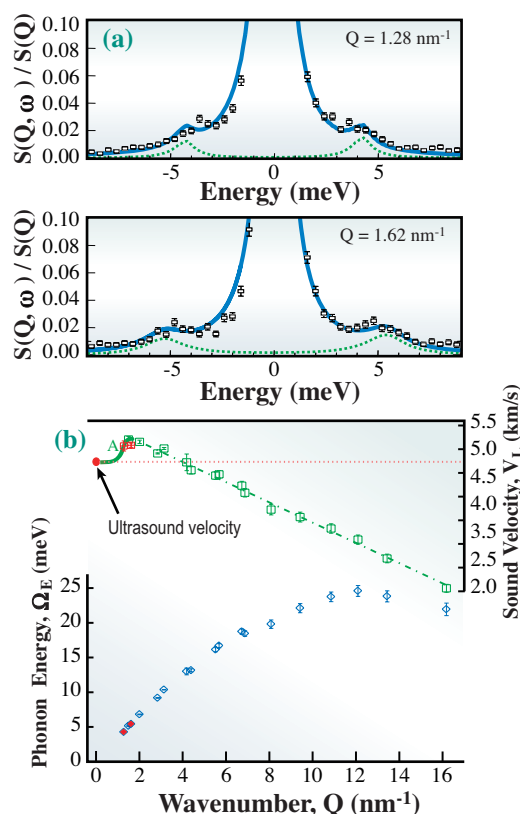 (a)
Q = 1.28 nm⁻¹
S(Q, ω) / S(Q)
0.10
0.08
0.06
0.04
0.02
0.00
-5 0 5
Energy (meV)
Q = 1.62 nm⁻¹
S(Q, ω) / S(Q)
0.10
0.08
0.06
0.04
0.02
0.00
-5 0 5
Energy (meV)
(b)
A
Ultrasound velocity
5.5
5.0
4.5
4.0
3.5
3.0
2.5
2.0
Sound Velocity, V_L (km/s)
Phonon Energy, Ω_E (meV)
25
20
15
10
5
0
0 2 4 6 8 10 12 14 16
Wavenumber, Q (nm⁻¹)